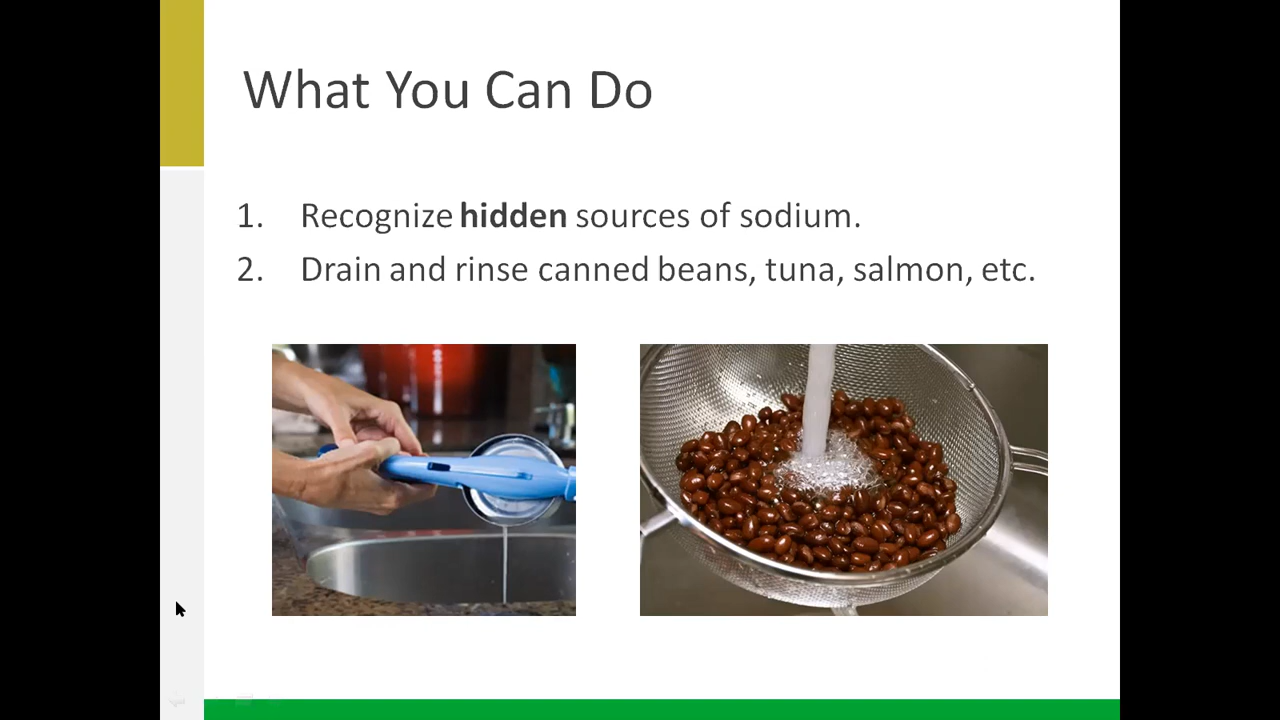 What You Can Do
1. Recognize hidden sources of sodium.
2. Drain and rinse canned beans, tuna, salmon, etc.